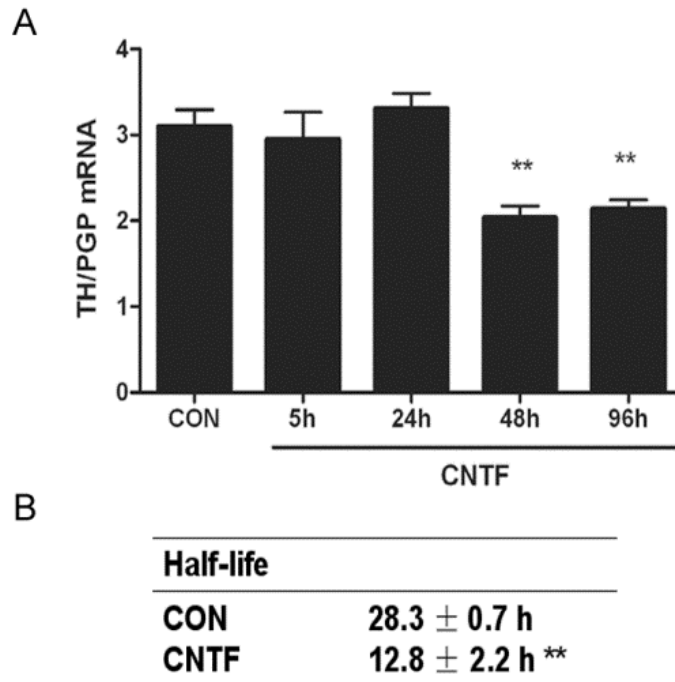 A
TH/PGP mRNA
4
3
2
1
0
**
**
CON 5h 24h 48h 96h
CNTF
B
Half-life
CON 28.3 ± 0.7 h
CNTF 12.8 ± 2.2 h **